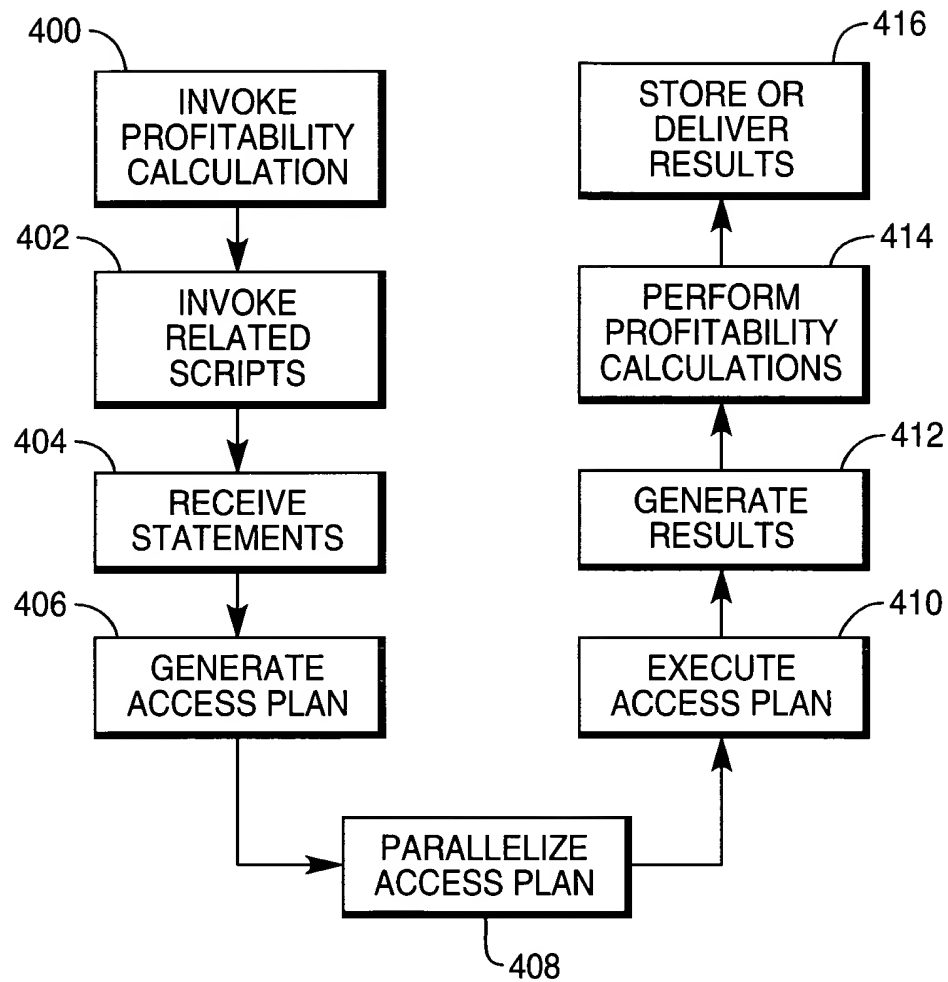 400
INVOKE
PROFITABILITY
CALCULATION
402
INVOKE
RELATED
SCRIPTS
404
RECEIVE
STATEMENTS
406
GENERATE
ACCESS PLAN
PARALLELIZE
ACCESS PLAN
408
410
EXECUTE
ACCESS PLAN
412
GENERATE
RESULTS
414
PERFORM
PROFITABILITY
CALCULATIONS
416
STORE OR
DELIVER
RESULTS